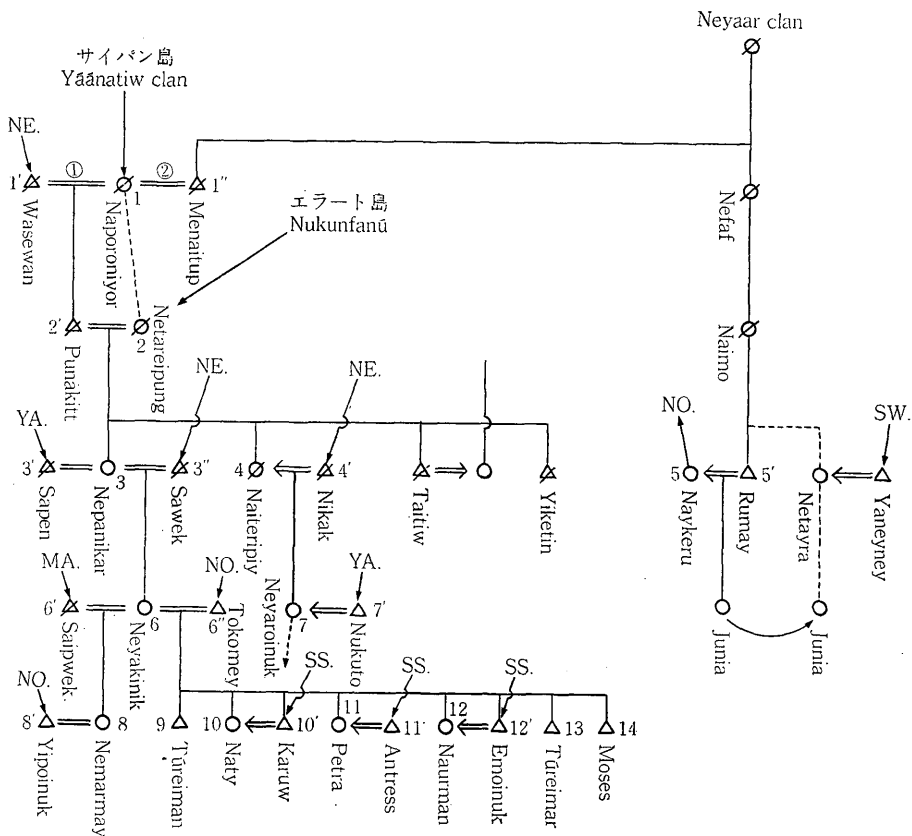 Neyaar clan
サイパン島
Yáánatiw clan
NE.
①
②
1′
1
1″
Wasewan
Naporoniyor
Menaitup
エラート島
Nukunfanú
Nefaf
2′
2
Punakitt
Netareipung
Naimo
YA.
NE.
NE.
NO.
SW.
3′
3
3″
4
4′
5
5′
Sapen
Nepanikar
Sawek
Naiteripiy
Nikak
Taitiw
Yiketin
Naykeru
Rumay
Netayra
Yaneyney
MA.
NO.
YA.
6′
6
6″
7
7′
Saipwek.
Neyakinik
Tokomey
Neyaroinuk
Nukuto
Junia
Junia
NO.
SS.
SS.
SS.
8′
8
9
10
10′
11
11′
12
12′
13
14
Yipoinuk
Nemarmay
Túreiman
Naty
Karuw
Petra
Antress
Naurman
Emoinuk
Túreimar
Moses